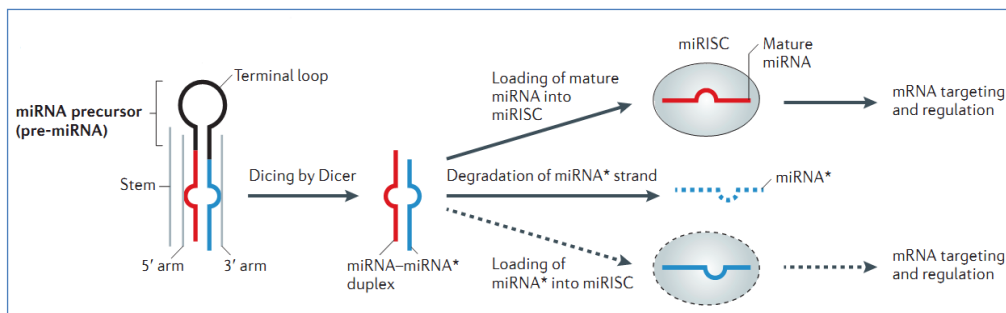 Terminal loop
miRNA precursor
(pre-miRNA)
Stem
5′ arm
3′ arm
Dicing by Dicer
miRNA–miRNA*
duplex
Loading of mature
miRNA into
miRISC
miRISC
Mature
miRNA
mRNA targeting
and regulation
Degradation of miRNA* strand
miRNA*
Loading of
miRNA* into miRISC
mRNA targeting
and regulation